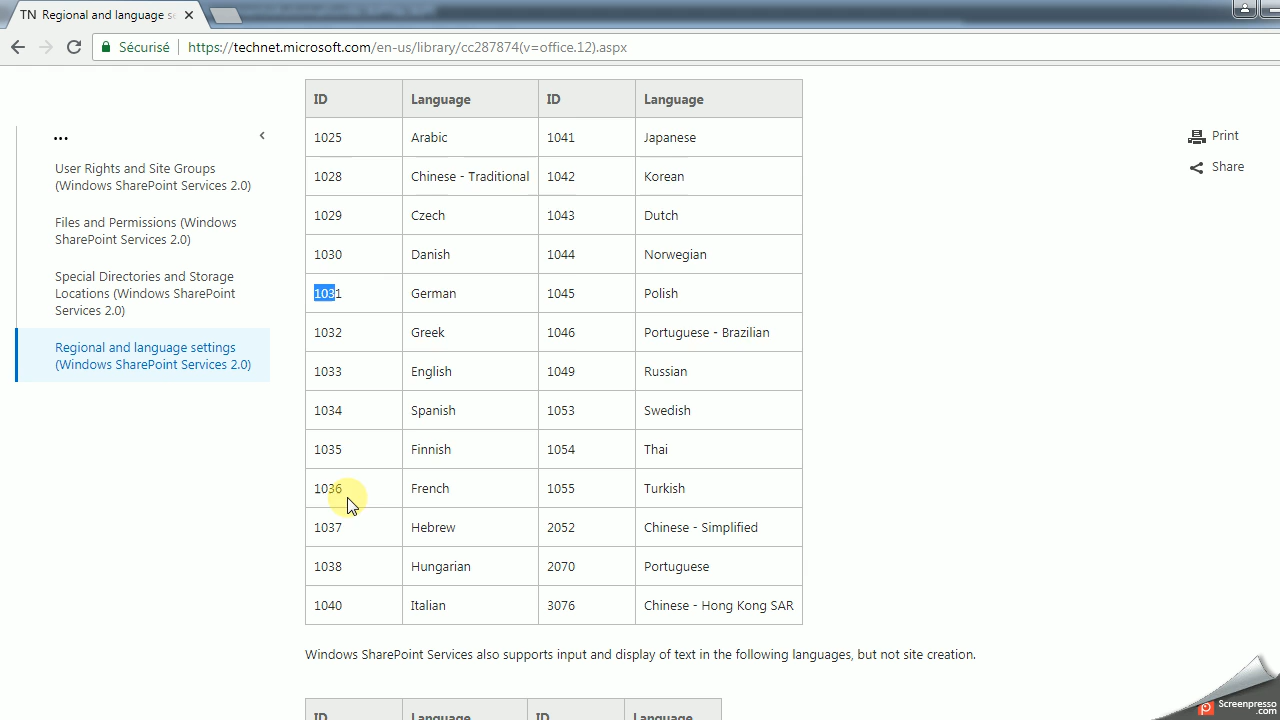 TN Regional and language s
Sécurisé https://technet.microsoft.com/en-us/library/cc287874(v=office.12).aspx
...
User Rights and Site Groups
(Windows SharePoint Services 2.0)
Files and Permissions (Windows
SharePoint Services 2.0)
Special Directories and Storage
Locations (Windows SharePoint
Services 2.0)
Regional and language settings
(Windows SharePoint Services 2.0)
ID Language ID Language
1025 Arabic 1041 Japanese
1028 Chinese - Traditional 1042 Korean
1029 Czech 1043 Dutch
1030 Danish 1044 Norwegian
1031 German 1045 Polish
1032 Greek 1046 Portuguese - Brazilian
1033 English 1049 Russian
1034 Spanish 1053 Swedish
1035 Finnish 1054 Thai
1036 French 1055 Turkish
1037 Hebrew 2052 Chinese - Simplified
1038 Hungarian 2070 Portuguese
1040 Italian 3076 Chinese - Hong Kong SAR
Windows SharePoint Services also supports input and display of text in the following languages, but not site creation.
ID Language ID Language
Print
Share
Screenpresso
.com